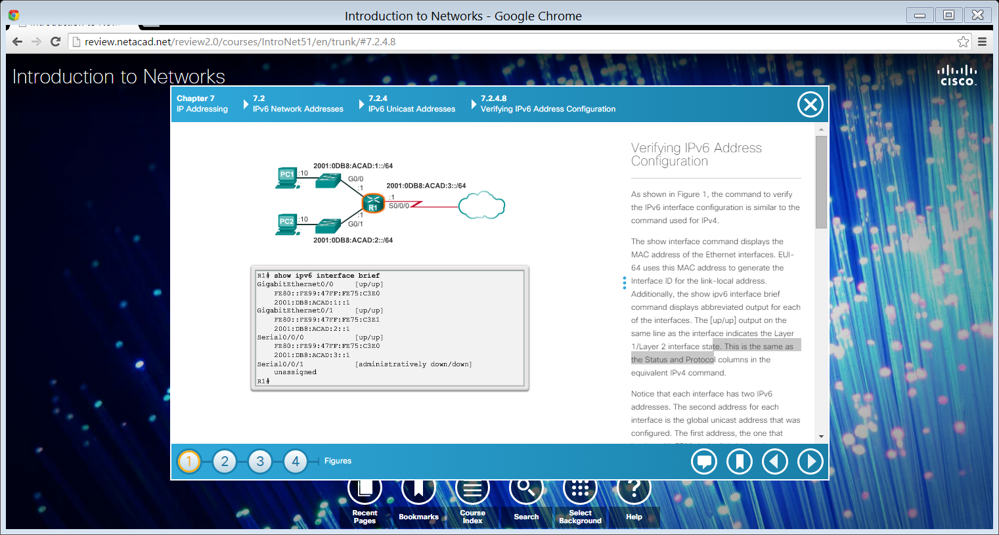 Introduction to Networks - Google Chrome
review.netacad.net/review2.0/courses/IntroNet51/en/trunk/#7.2.4.8
Introduction to Networks
CISCO
Chapter 7
IP Addressing
7.2
IPv6 Network Addresses
7.2.4
IPv6 Unicast Addresses
7.2.4.8
Verifying IPv6 Address Configuration
2001:0DB8:ACAD:1::/64
PC1
:10
G0/0
:1
2001:0DB8:ACAD:3::/64
:1
R1
S0/0/0
PC2
:10
:1
G0/1
2001:0DB8:ACAD:2::/64
R1# show ipv6 interface brief
GigabitEthernet0/0 [up/up]
FE80::FE99:47FF:FE75:C3E0
2001:DB8:ACAD:1::1
GigabitEthernet0/1 [up/up]
FE80::FE99:47FF:FE75:C3E1
2001:DB8:ACAD:2::1
Serial0/0/0 [up/up]
FE80::FE99:47FF:FE75:C3E0
2001:DB8:ACAD:3::1
Serial0/0/1 [administratively down/down]
unassigned
R1#
Verifying IPv6 Address
Configuration
As shown in Figure 1, the command to verify
the IPv6 interface configuration is similar to the
command used for IPv4.
The show interface command displays the
MAC address of the Ethernet interfaces. EUI-
64 uses this MAC address to generate the
Interface ID for the link-local address.
Additionally, the show ipv6 interface brief
command displays abbreviated output for each
of the interfaces. The [up/up] output on the
same line as the interface indicates the Layer
1/Layer 2 interface state. This is the same as
the Status and Protocol columns in the
equivalent IPv4 command.
Notice that each interface has two IPv6
addresses. The second address for each
interface is the global unicast address that was
configured. The first address, the one that
1
2
3
4
Figures
Recent
Pages
Bookmarks
Course
Index
Search
Select
Background
?
Help